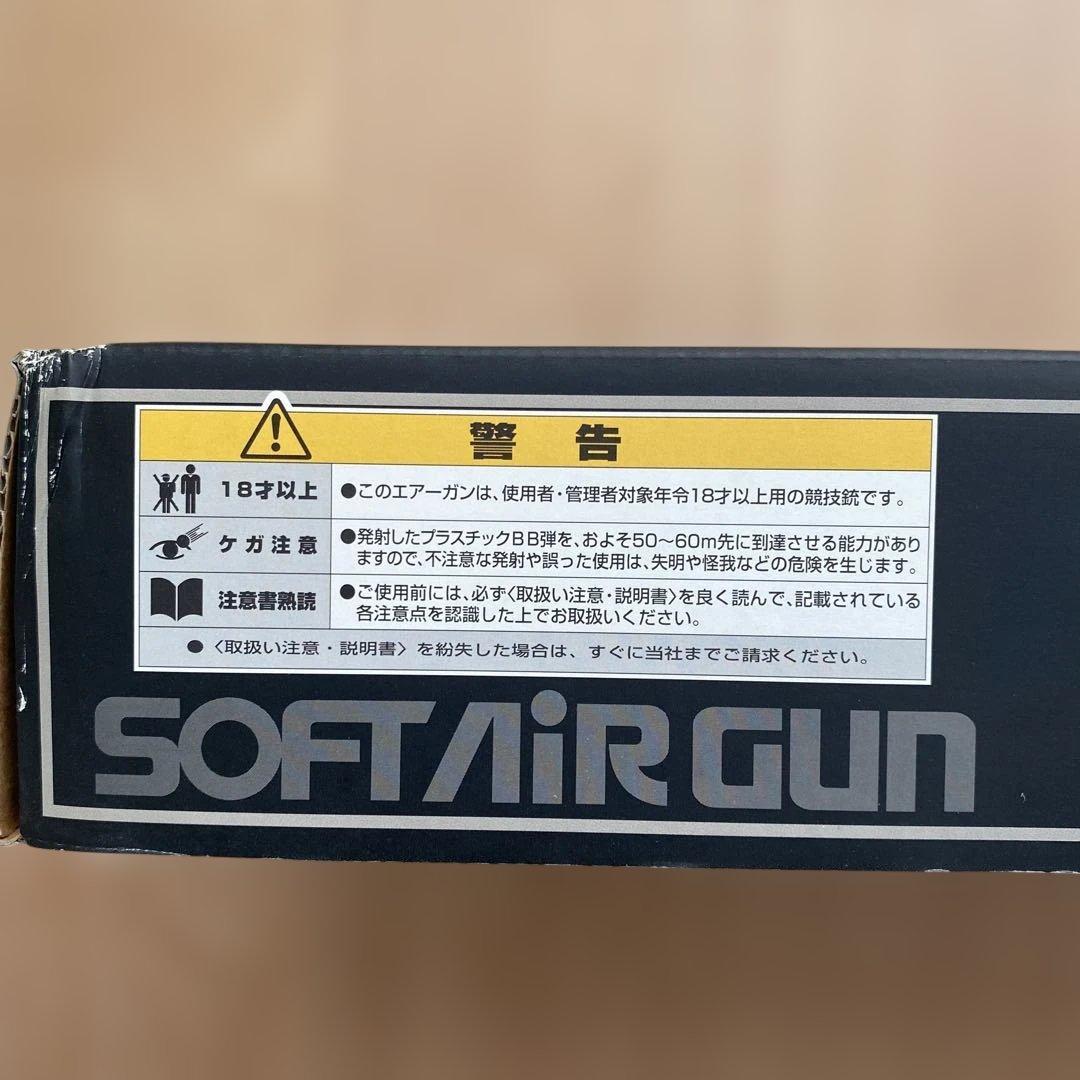 警告
18才以上
●このエアーガンは、使用者・管理者対象年令18才以上用の競技銃です。
ケガ注意
●発射したプラスチックBB弾を、およそ50〜60m先に到達させる能力があり
ますので、不注意な発射や誤った使用は、失明や怪我などの危険を生じます。
注意書熟読
●ご使用前には、必ず〈取扱い注意・説明書〉を良く読んで、記載されている
各注意点を認識した上でお取扱いください。
●〈取扱い注意・説明書〉を紛失した場合は、すぐに当社までご請求ください。
SOFT AiR GUN